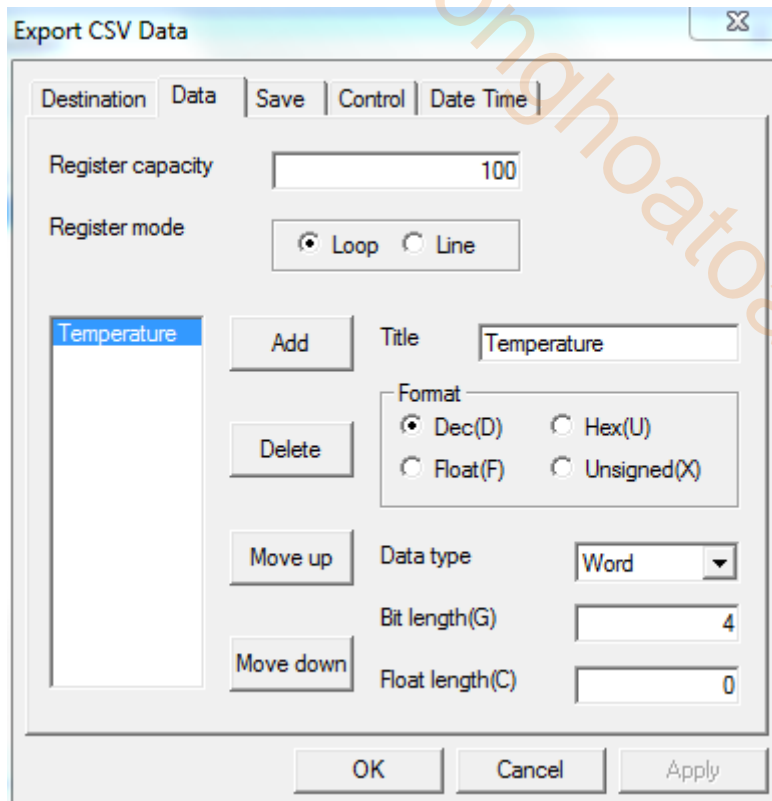 Export CSV Data
Destination Data Save Control Date Time
Register capacity 100
Register mode Loop Line
Temperature Add Title Temperature
Format
Dec(D) Hex(U)
Delete
Float(F) Unsigned(X)
Move up Data type Word
Bit length(G) 4
Move down
Float length(C) 0
OK Cancel Apply